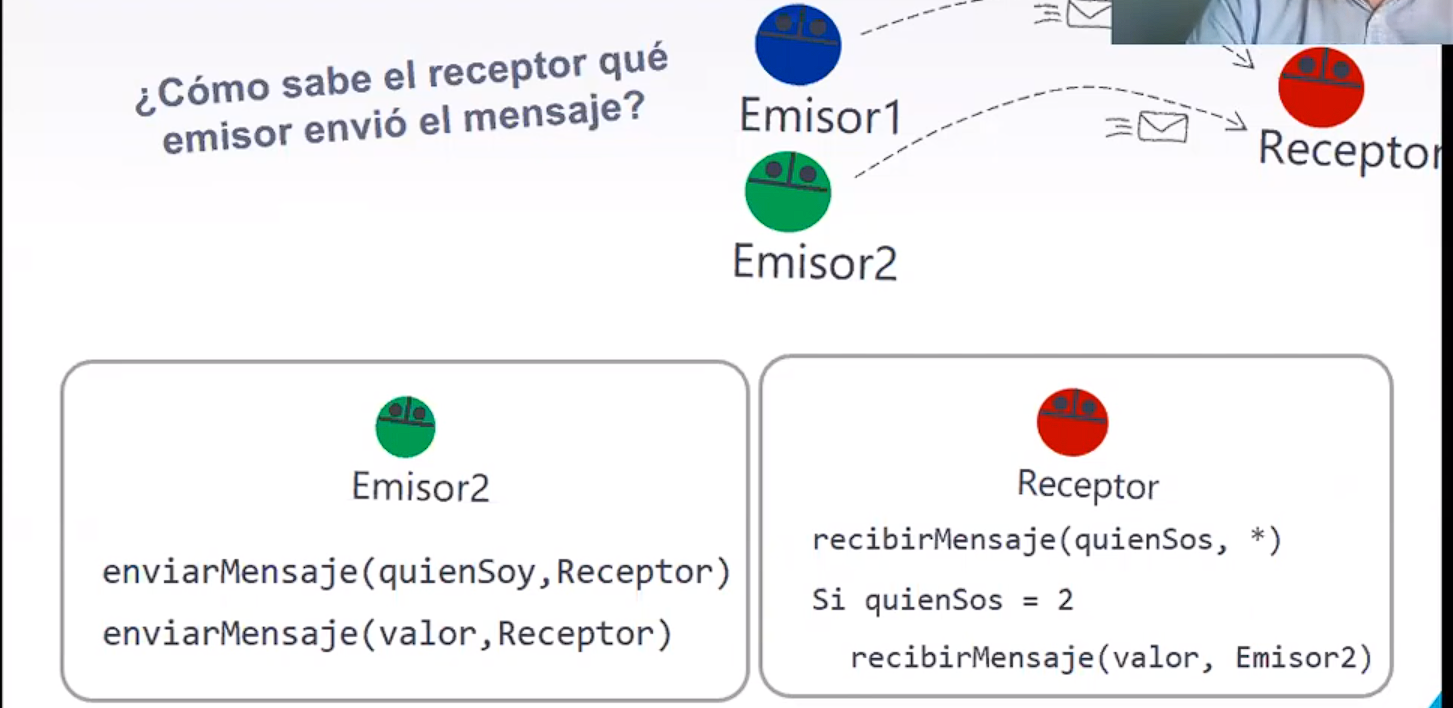 ¿Cómo sabe el receptor qué
emisor envió el mensaje?
Emisor1
Receptor
Emisor2
Emisor2
enviarMensaje(quienSoy,Receptor)
enviarMensaje(valor,Receptor)
Receptor
recibirMensaje(quienSos, *)
Si quienSos = 2
recibirMensaje(valor, Emisor2)